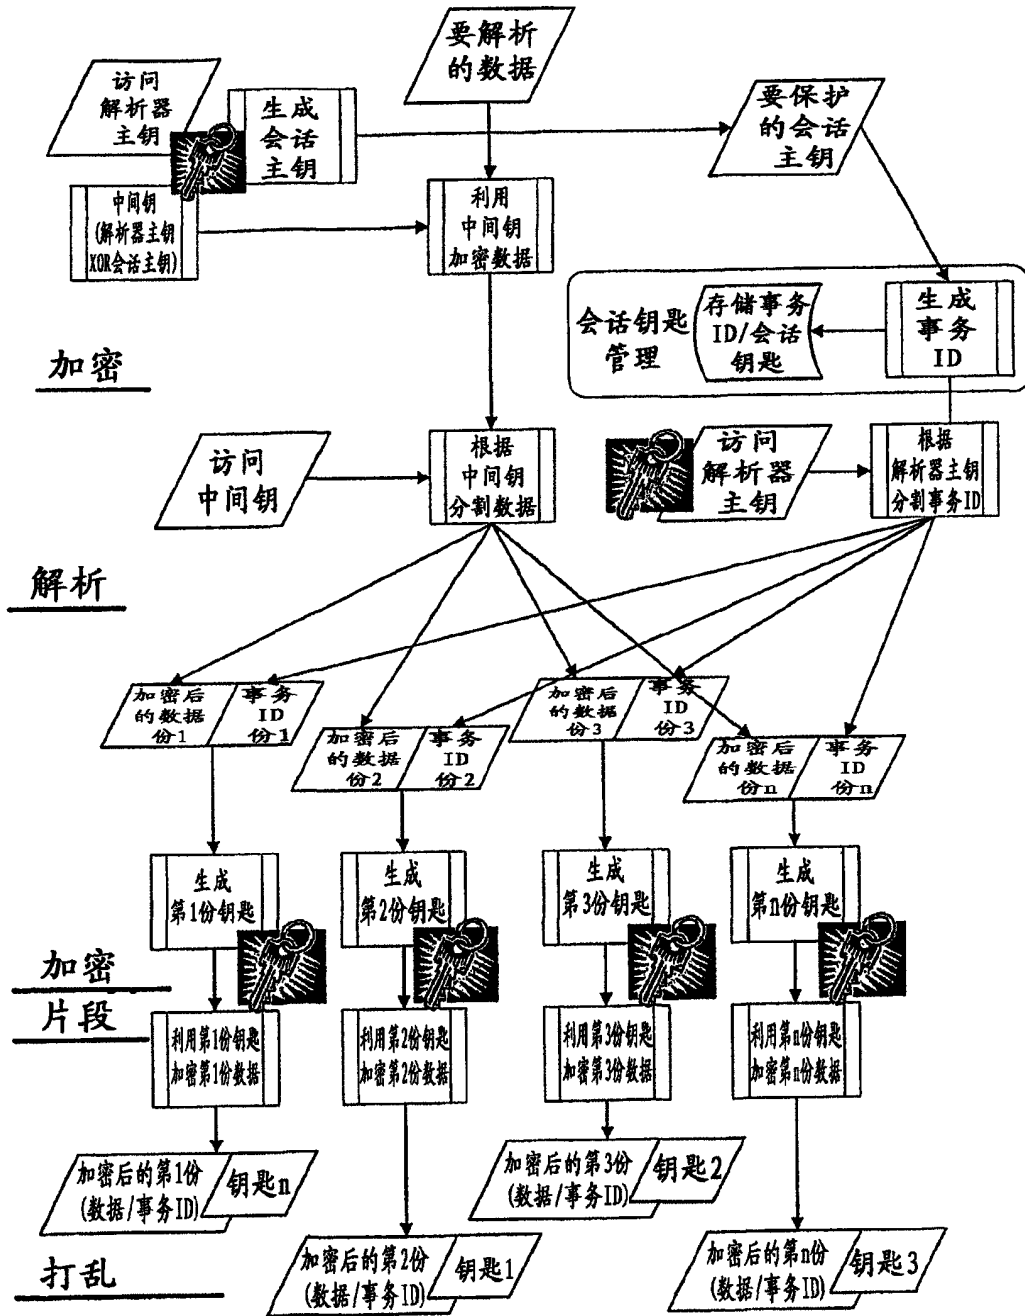 要解析
的数据
访问
解析器
主钥
生成
会话
主钥
要保护
的会话
主钥
中间钥
(解析器主钥
XOR会话主钥)
利用
中间钥
加密数据
会话钥匙
管理
存储事务
ID/会话
钥匙
生成
事务
ID
加密
访问
中间钥
根据
中间钥
分割数据
访问
解析器
主钥
根据
解析器主钥
分割事务ID
解析
加密后
的数据
份1
事务
ID
份1
加密后
的数据
份2
事务
ID
份2
加密后
的数据
份3
事务
ID
份3
加密后
的数据
份n
事务
ID
份n
生成
第1份钥匙
生成
第2份钥匙
生成
第3份钥匙
生成
第n份钥匙
加密
片段
利用第1份钥匙
加密第1份数据
利用第2份钥匙
加密第2份数据
利用第3份钥匙
加密第3份数据
利用第n份钥匙
加密第n份数据
加密后的第1份
(数据/事务ID)
钥匙n
加密后的第3份
(数据/事务ID)
钥匙2
打乱
加密后的第2份
(数据/事务ID)
钥匙1
加密后的第n份
(数据/事务ID)
钥匙3